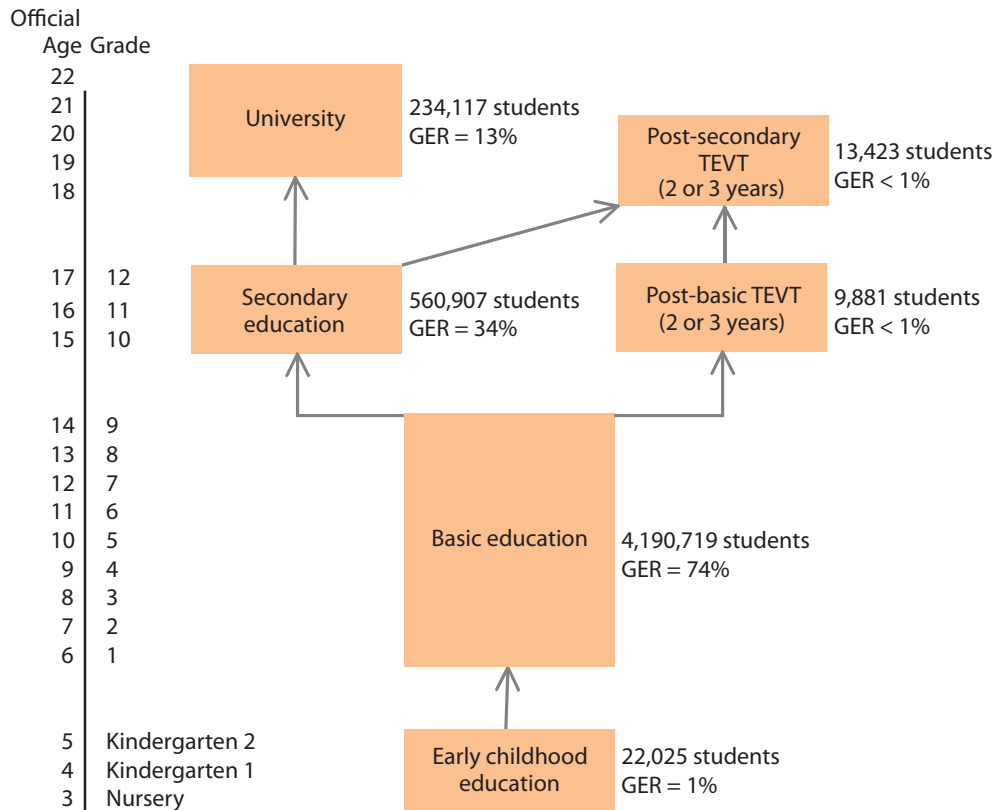 Official
Age Grade
22
21
20
19
18
17 12
16 11
15 10
14 9
13 8
12 7
11 6
10 5
9 4
8 3
7 2
6 1
5 Kindergarten 2
4 Kindergarten 1
3 Nursery
University
234,117 students
GER = 13%
Post-secondary
TEVT
(2 or 3 years)
13,423 students
GER < 1%
Secondary
education
560,907 students
GER = 34%
Post-basic TEVT
(2 or 3 years)
9,881 students
GER < 1%
Basic education
4,190,719 students
GER = 74%
Early childhood
education
22,025 students
GER = 1%